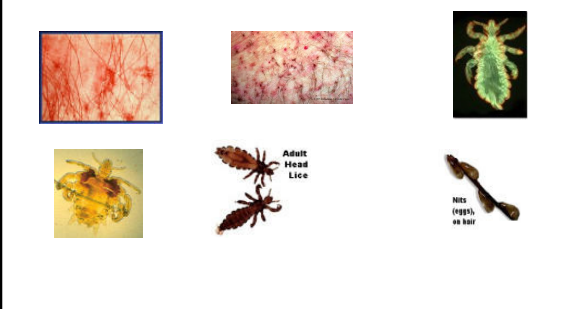 Adult
Head
Lice
Nits
(eggs),
on hair